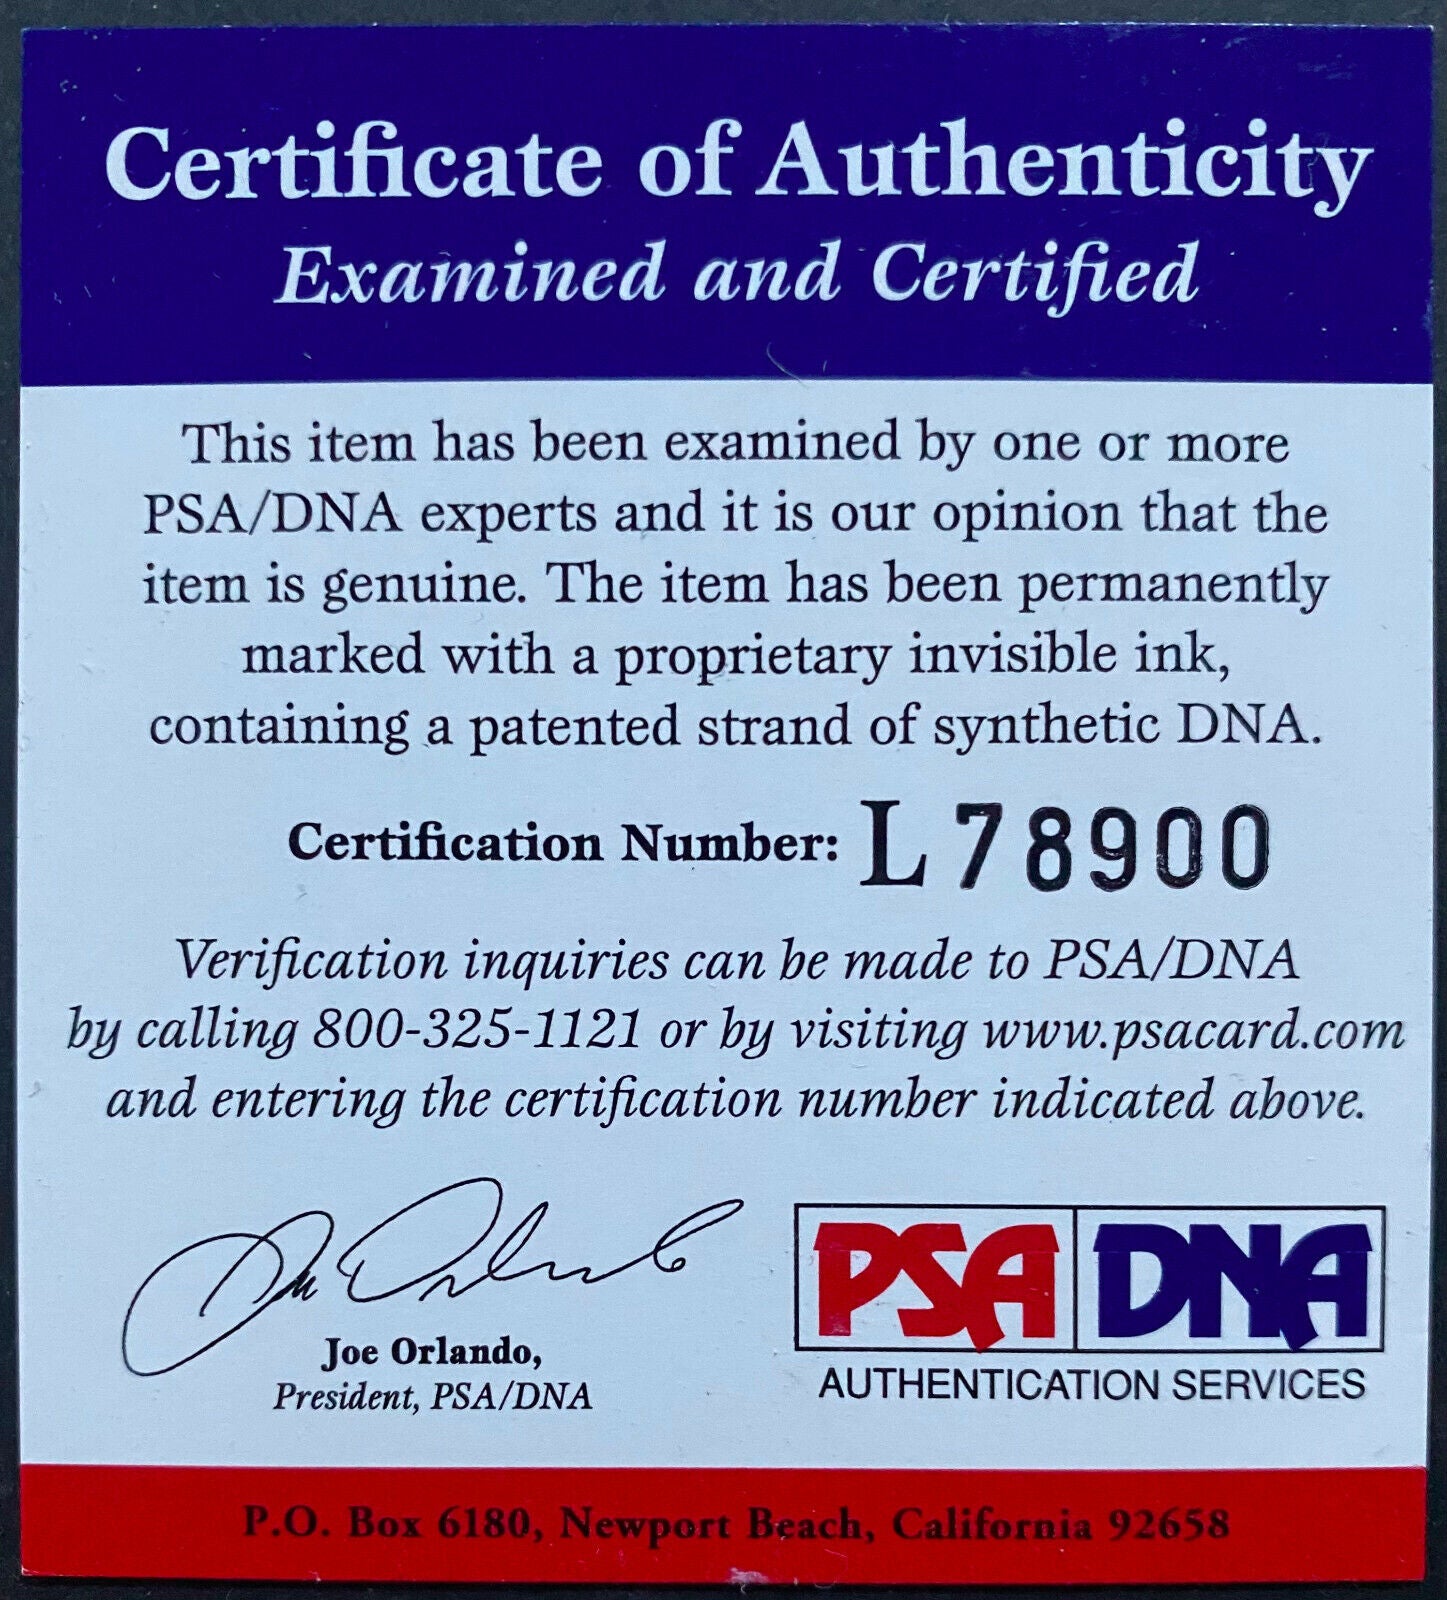 Certificate of Authenticity
Examined and Certified
This item has been examined by one or more
PSA/DNA experts and it is our opinion that the
item is genuine. The item has been permanently
marked with a proprietary invisible ink,
containing a patented strand of synthetic DNA.
Certification Number: L78900
Verification inquiries can be made to PSA/DNA
by calling 800-325-1121 or by visiting www.psacard.com
and entering the certification number indicated above.
Joe Orlando
Joe Orlando,
President, PSA/DNA
PSA DNA
AUTHENTICATION SERVICES
P.O. Box 6180, Newport Beach, California 92658